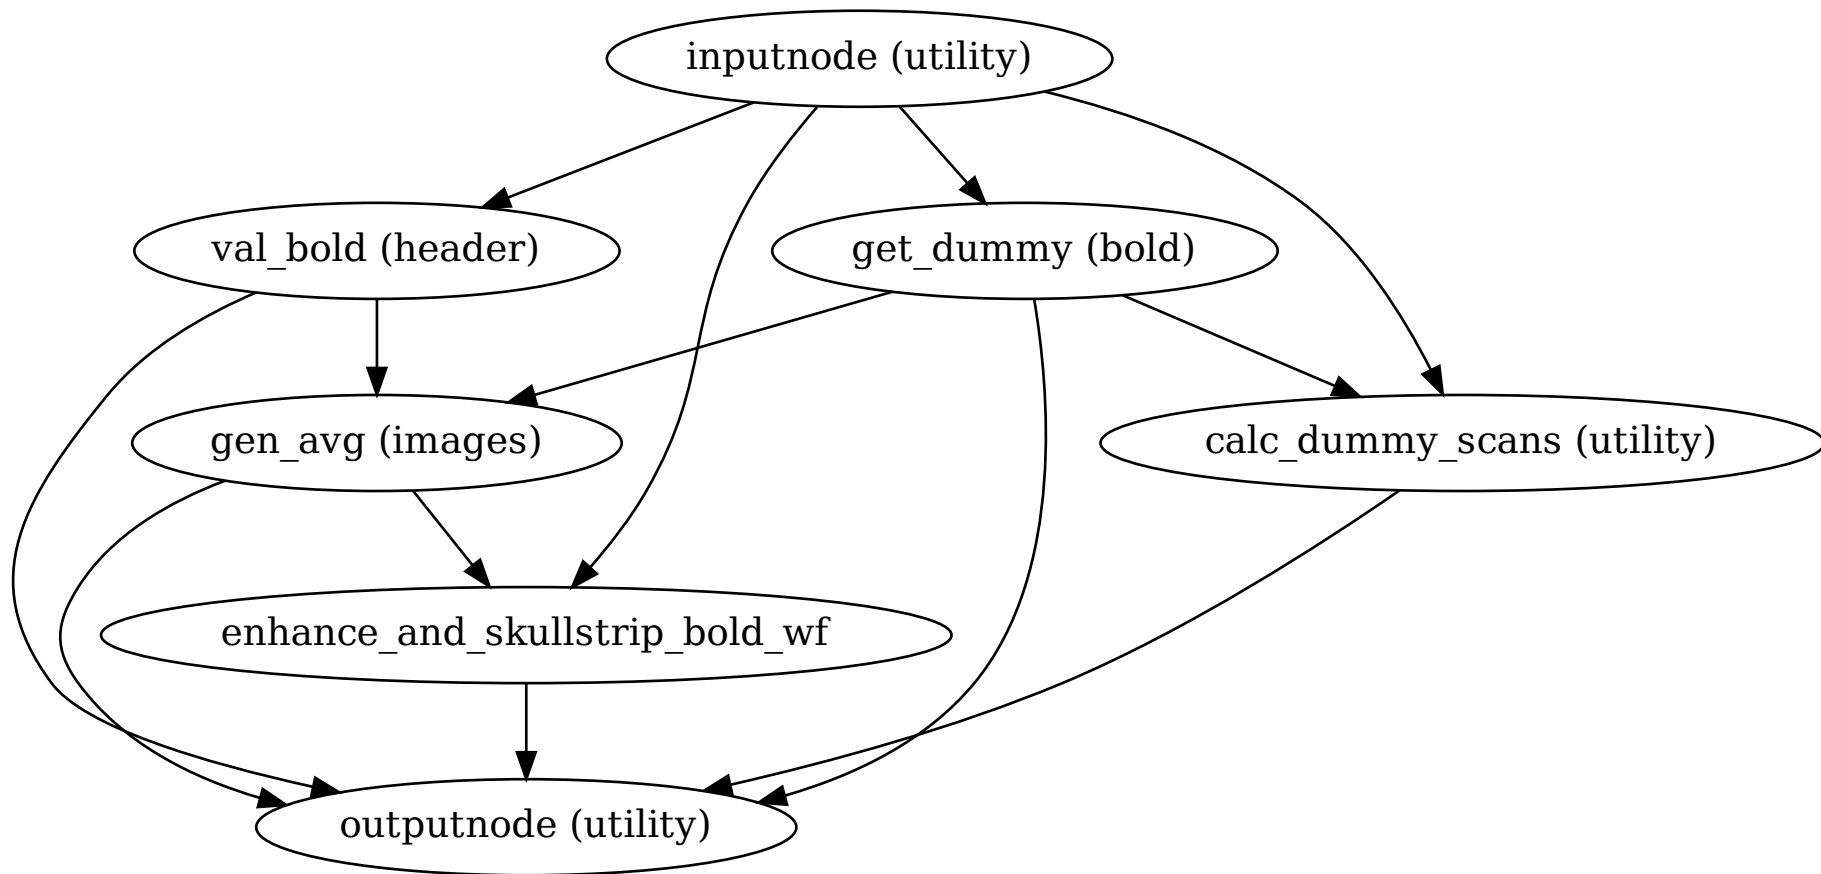 inputnode (utility)
val_bold (header)
get_dummy (bold)
gen_avg (images)
calc_dummy_scans (utility)
enhance_and_skullstrip_bold_wf
outputnode (utility)